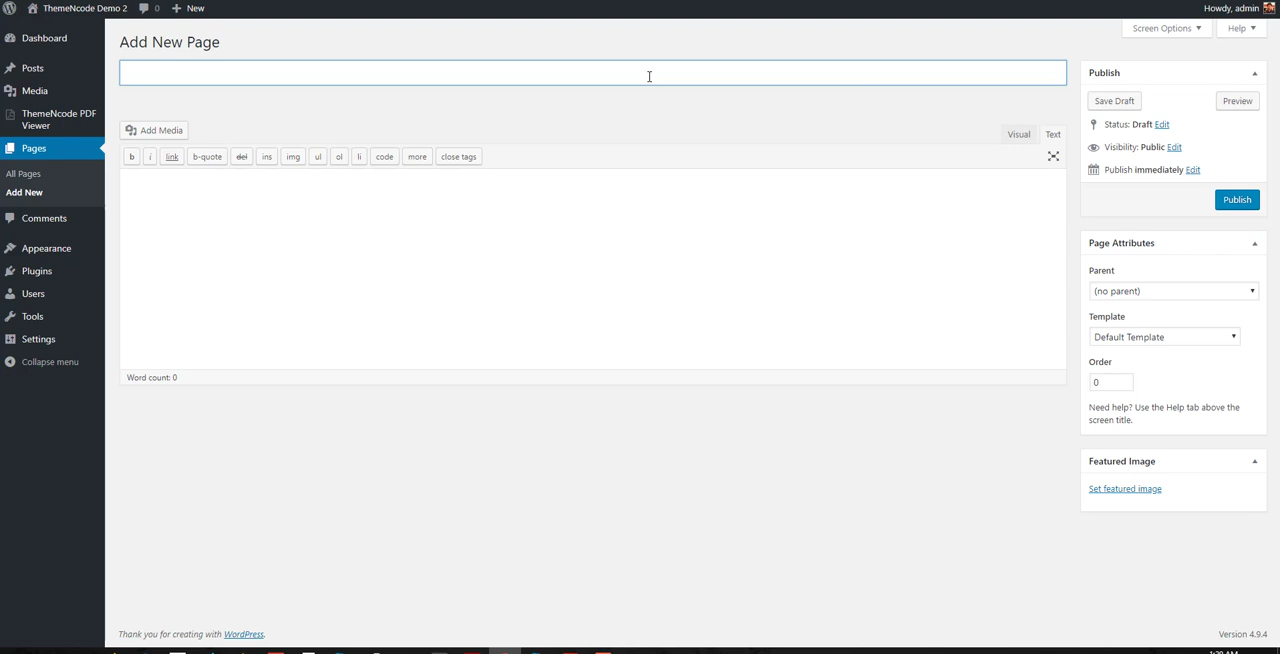 ThemeNcode Demo 2 0 New Howdy, admin
Dashboard
Posts
Media
ThemeNcode PDF
Viewer
Pages
All Pages
Add New
Comments
Appearance
Plugins
Users
Tools
Settings
Collapse menu
Screen Options Help
Add New Page
Add Media
Visual Text
b i link b-quote del ins img ul ol li code more close tags
Word count: 0
Publish
Save Draft Preview
Status: Draft Edit
Visibility: Public Edit
Publish immediately Edit
Publish
Page Attributes
Parent
(no parent)
Template
Default Template
Order
0
Need help? Use the Help tab above the
screen title.
Featured Image
Set featured image
Thank you for creating with WordPress.
Version 4.9.4